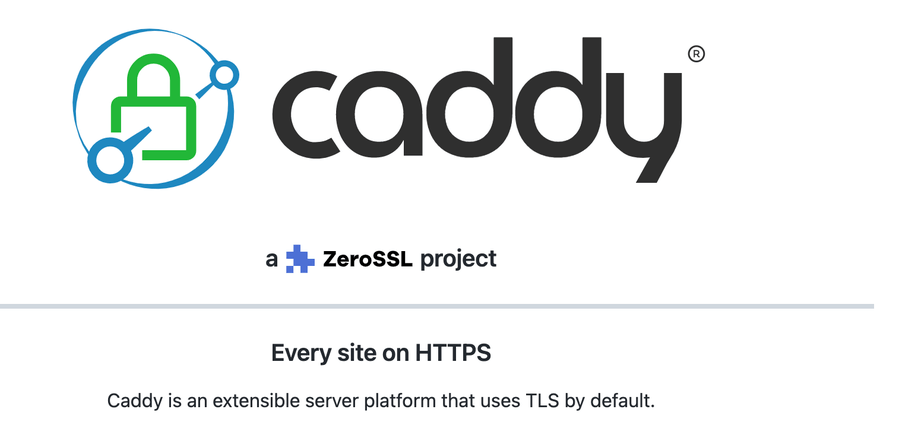 caddy®
a ZeroSSL project
Every site on HTTPS
Caddy is an extensible server platform that uses TLS by default.